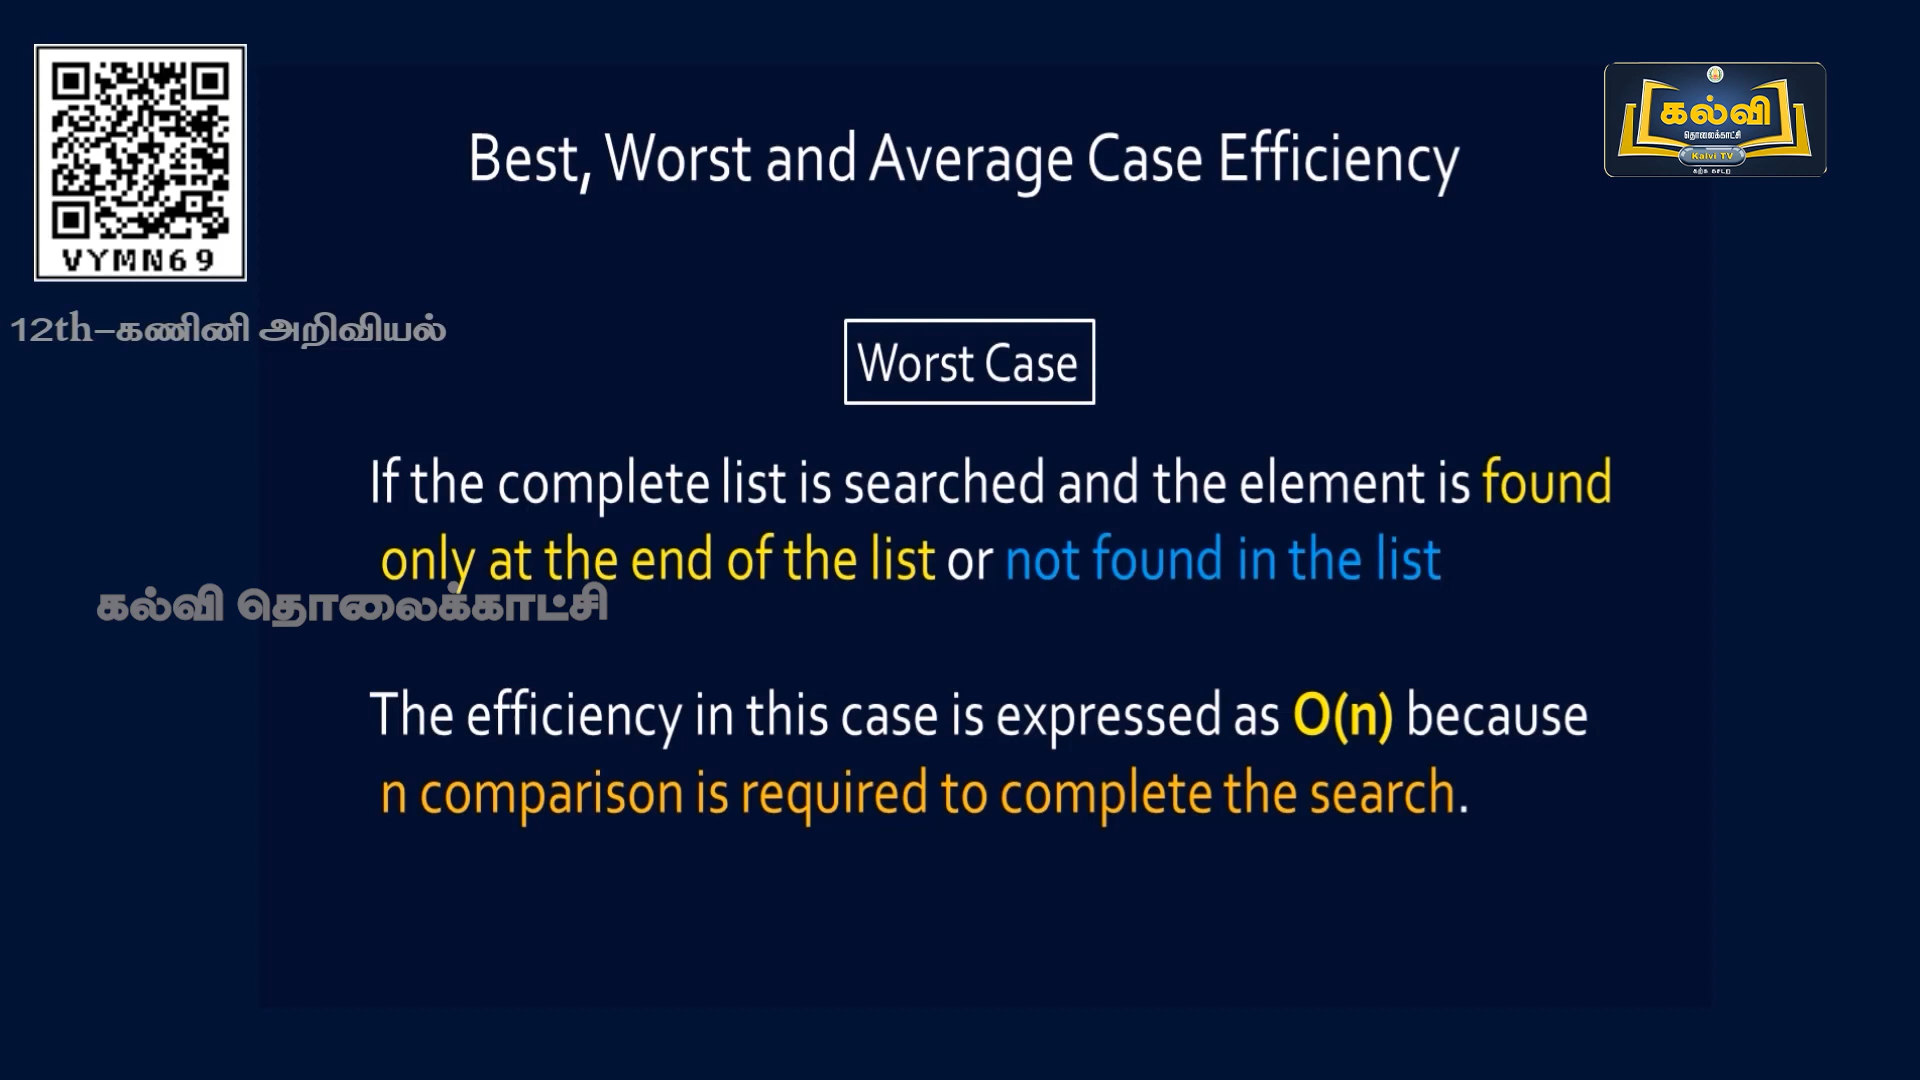 VYMN69
கல்வி
தொலைக்காட்சி
Kalvi TV
கற்க கசடற
Best, Worst and Average Case Efficiency
12th-கணினி அறிவியல்
Worst Case
If the complete list is searched and the element is found
only at the end of the list or not found in the list
கல்வி தொலைக்காட்சி
The efficiency in this case is expressed as O(n) because
n comparison is required to complete the search.